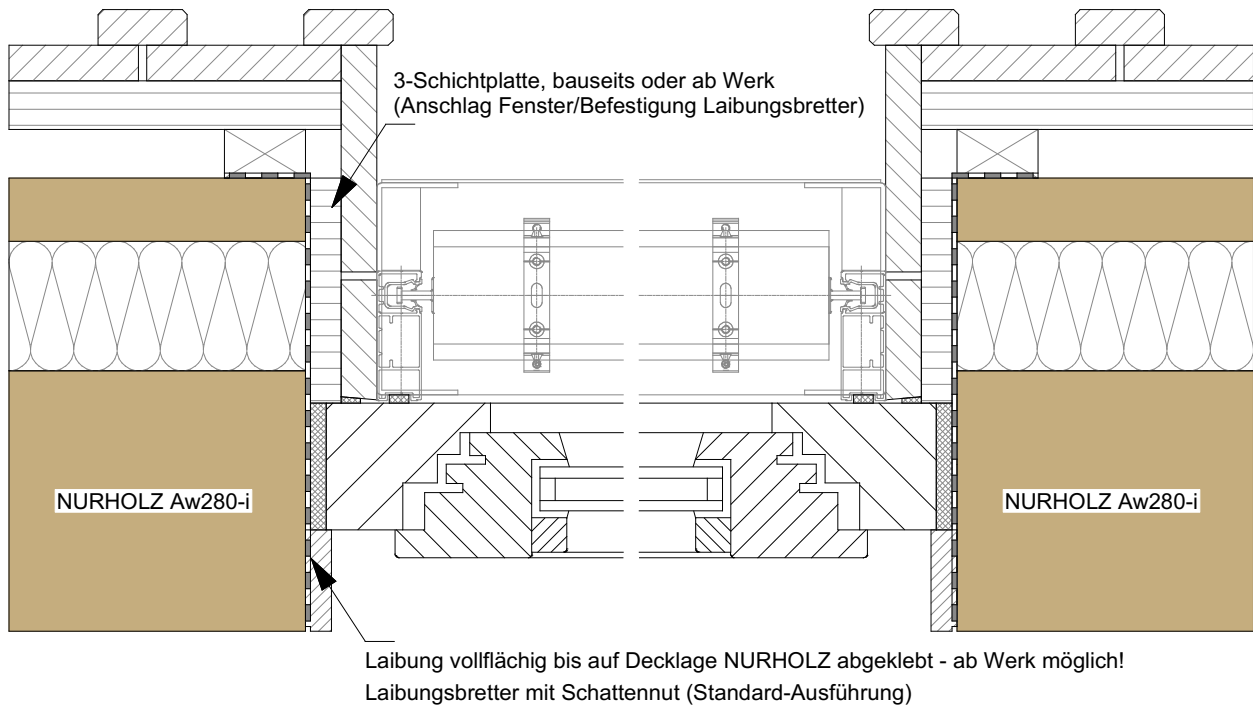 3-Schichtplatte, bauseits oder ab Werk
(Anschlag Fenster/Befestigung Laibungsbretter)
NURHOLZ Aw280-i
NURHOLZ Aw280-i
Laibung vollflächig bis auf Decklage NURHOLZ abgeklebt - ab Werk möglich!
Laibungsbretter mit Schattennut (Standard-Ausführung)